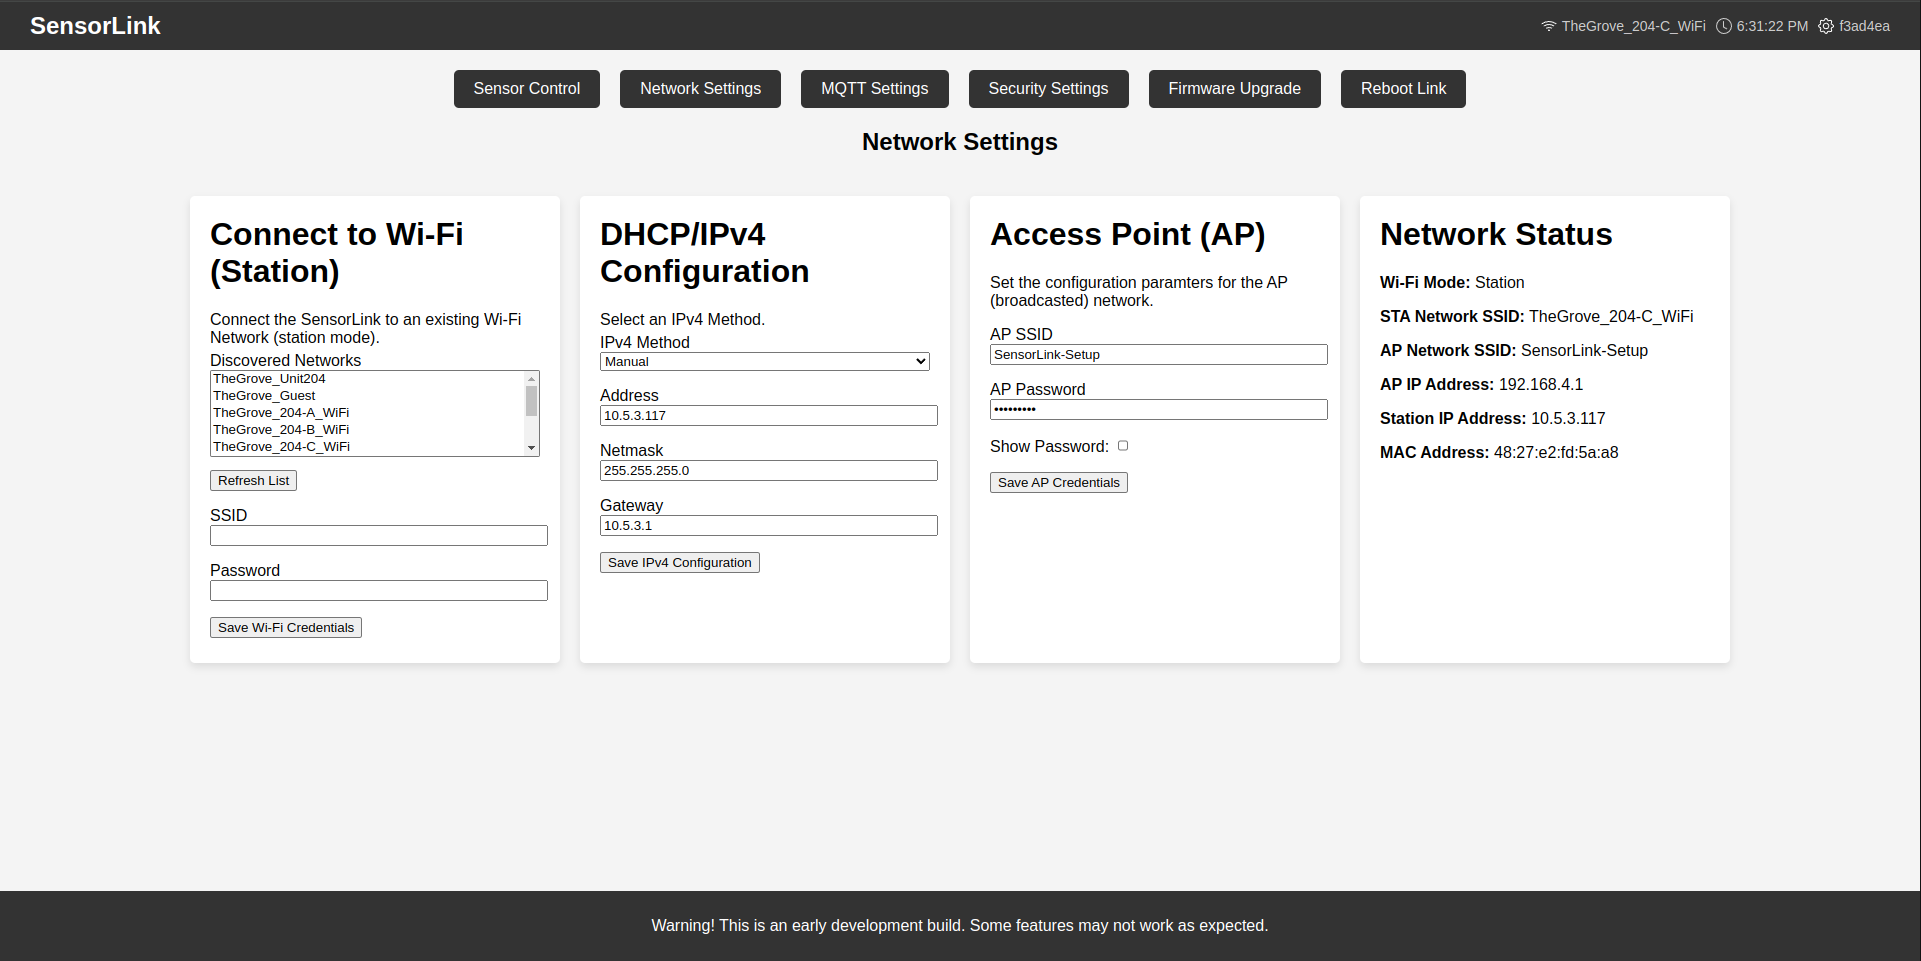 SensorLink
TheGrove_204-C_WiFi 6:31:22 PM f3ad4ea
Sensor Control Network Settings MQTT Settings Security Settings Firmware Upgrade Reboot Link
Network Settings
Connect to Wi-Fi
(Station)
Connect the SensorLink to an existing Wi-Fi
Network (station mode).
Discovered Networks
TheGrove_Unit204
TheGrove_Guest
TheGrove_204-A_WiFi
TheGrove_204-B_WiFi
TheGrove_204-C_WiFi
Refresh List
SSID
Password
Save Wi-Fi Credentials
DHCP/IPv4
Configuration
Select an IPv4 Method.
IPv4 Method
Manual
Address
10.5.3.117
Netmask
255.255.255.0
Gateway
10.5.3.1
Save IPv4 Configuration
Access Point (AP)
Set the configuration paramters for the AP
(broadcasted) network.
AP SSID
SensorLink-Setup
AP Password
•••••••••
Show Password:
Save AP Credentials
Network Status
Wi-Fi Mode: Station
STA Network SSID: TheGrove_204-C_WiFi
AP Network SSID: SensorLink-Setup
AP IP Address: 192.168.4.1
Station IP Address: 10.5.3.117
MAC Address: 48:27:e2:fd:5a:a8
Warning! This is an early development build. Some features may not work as expected.